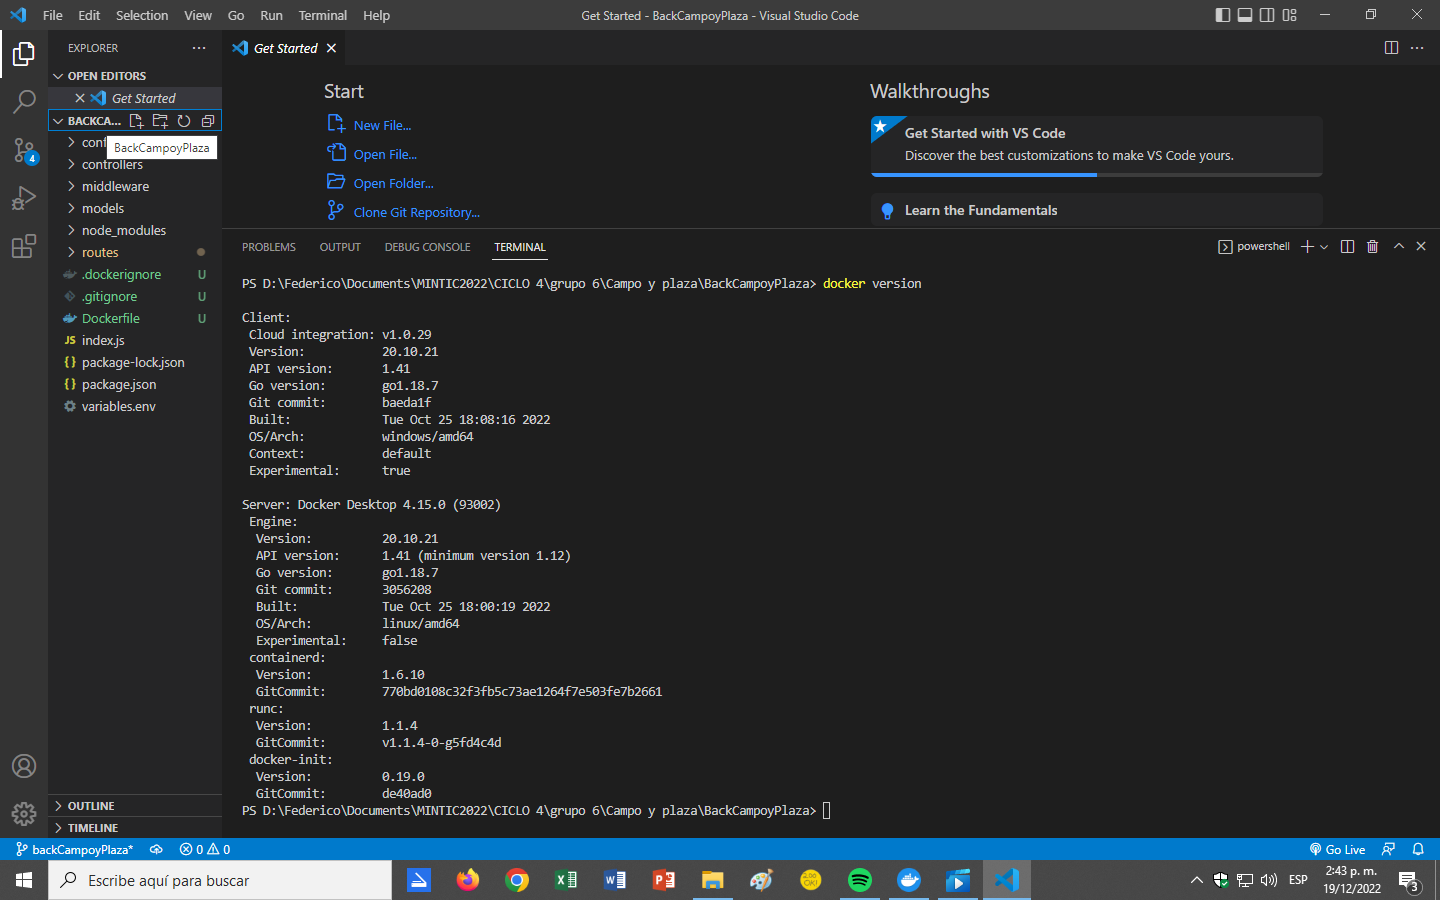 File Edit Selection View Go Run Terminal Help
Get Started - BackCampoyPlaza - Visual Studio Code
EXPLORER
Get Started
OPEN EDITORS
Get Started
BACKCA...
conf
BackCampoyPlaza
controllers
middleware
models
node_modules
routes
.dockerignore U
.gitignore U
Dockerfile U
JS index.js
{} package-lock.json
{} package.json
variables.env
4
OUTLINE
TIMELINE
Start
New File...
Open File...
Open Folder...
Clone Git Repository...
Walkthroughs
Get Started with VS Code
Discover the best customizations to make VS Code yours.
Learn the Fundamentals
PROBLEMS OUTPUT DEBUG CONSOLE TERMINAL
powershell
PS D:\Federico\Documents\MINTIC2022\CICLO 4\grupo 6\Campo y plaza\BackCampoyPlaza> docker version
Client:
Cloud integration: v1.0.29
Version: 20.10.21
API version: 1.41
Go version: go1.18.7
Git commit: baeda1f
Built: Tue Oct 25 18:08:16 2022
OS/Arch: windows/amd64
Context: default
Experimental: true
Server: Docker Desktop 4.15.0 (93002)
Engine:
Version: 20.10.21
API version: 1.41 (minimum version 1.12)
Go version: go1.18.7
Git commit: 3056208
Built: Tue Oct 25 18:00:19 2022
OS/Arch: linux/amd64
Experimental: false
containerd:
Version: 1.6.10
GitCommit: 770bd0108c32f3fb5c73ae1264f7e503fe7b2661
runc:
Version: 1.1.4
GitCommit: v1.1.4-0-g5fd4c4d
docker-init:
Version: 0.19.0
GitCommit: de40ad0
PS D:\Federico\Documents\MINTIC2022\CICLO 4\grupo 6\Campo y plaza\BackCampoyPlaza>
backCampoyPlaza* 0 0
Go Live
Escribe aquí para buscar
ESP
2:43 p. m.
19/12/2022
3